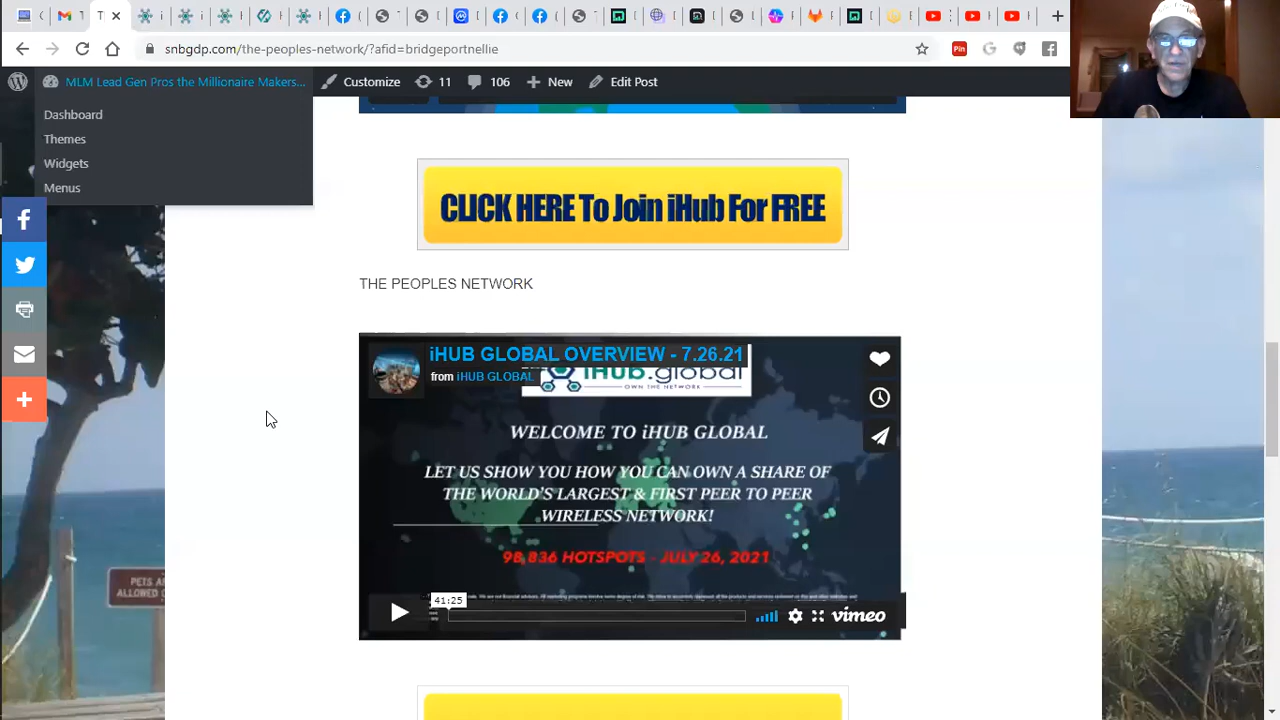 snbgdp.com/the-peoples-network/?afid=bridgeportnellie
MLM Lead Gen Pros the Millionaire Makers...
Customize
11
106
New
Edit Post
Dashboard
Themes
Widgets
Menus
CLICK HERE To Join iHub For FREE
THE PEOPLES NETWORK
iHUB GLOBAL OVERVIEW - 7.26.21
from iHUB GLOBAL
iHub.global
OWN THE NETWORK
WELCOME TO iHUB GLOBAL
LET US SHOW YOU HOW YOU CAN OWN A SHARE OF
THE WORLD'S LARGEST & FIRST PEER TO PEER
WIRELESS NETWORK!
98,836 HOTSPOTS - JULY 26, 2021
41:25
vimeo
PETS
ALLOWED